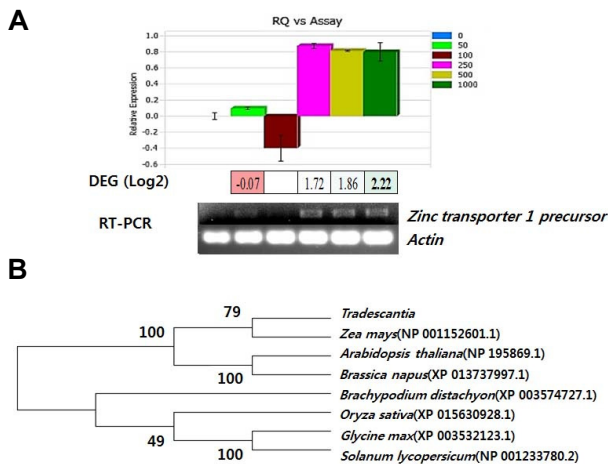 A
RQ vs Assay
Relative Expression
1.0
0.8
0.6
0.4
0.2
0.0
-0.2
-0.4
-0.6
0
50
100
250
500
1000
DEG (Log2)
-0.07 1.72 1.86 2.22
RT-PCR
Zinc transporter 1 precursor
Actin
B
79
100
100
49
100
Tradescantia
Zea mays(NP 001152601.1)
Arabidopsis thaliana(NP 195869.1)
Brassica napus(XP 013737997.1)
Brachypodium distachyon(XP 003574727.1)
Oryza sativa(XP 015630928.1)
Glycine max(XP 003532123.1)
Solanum lycopersicum(NP 001233780.2)